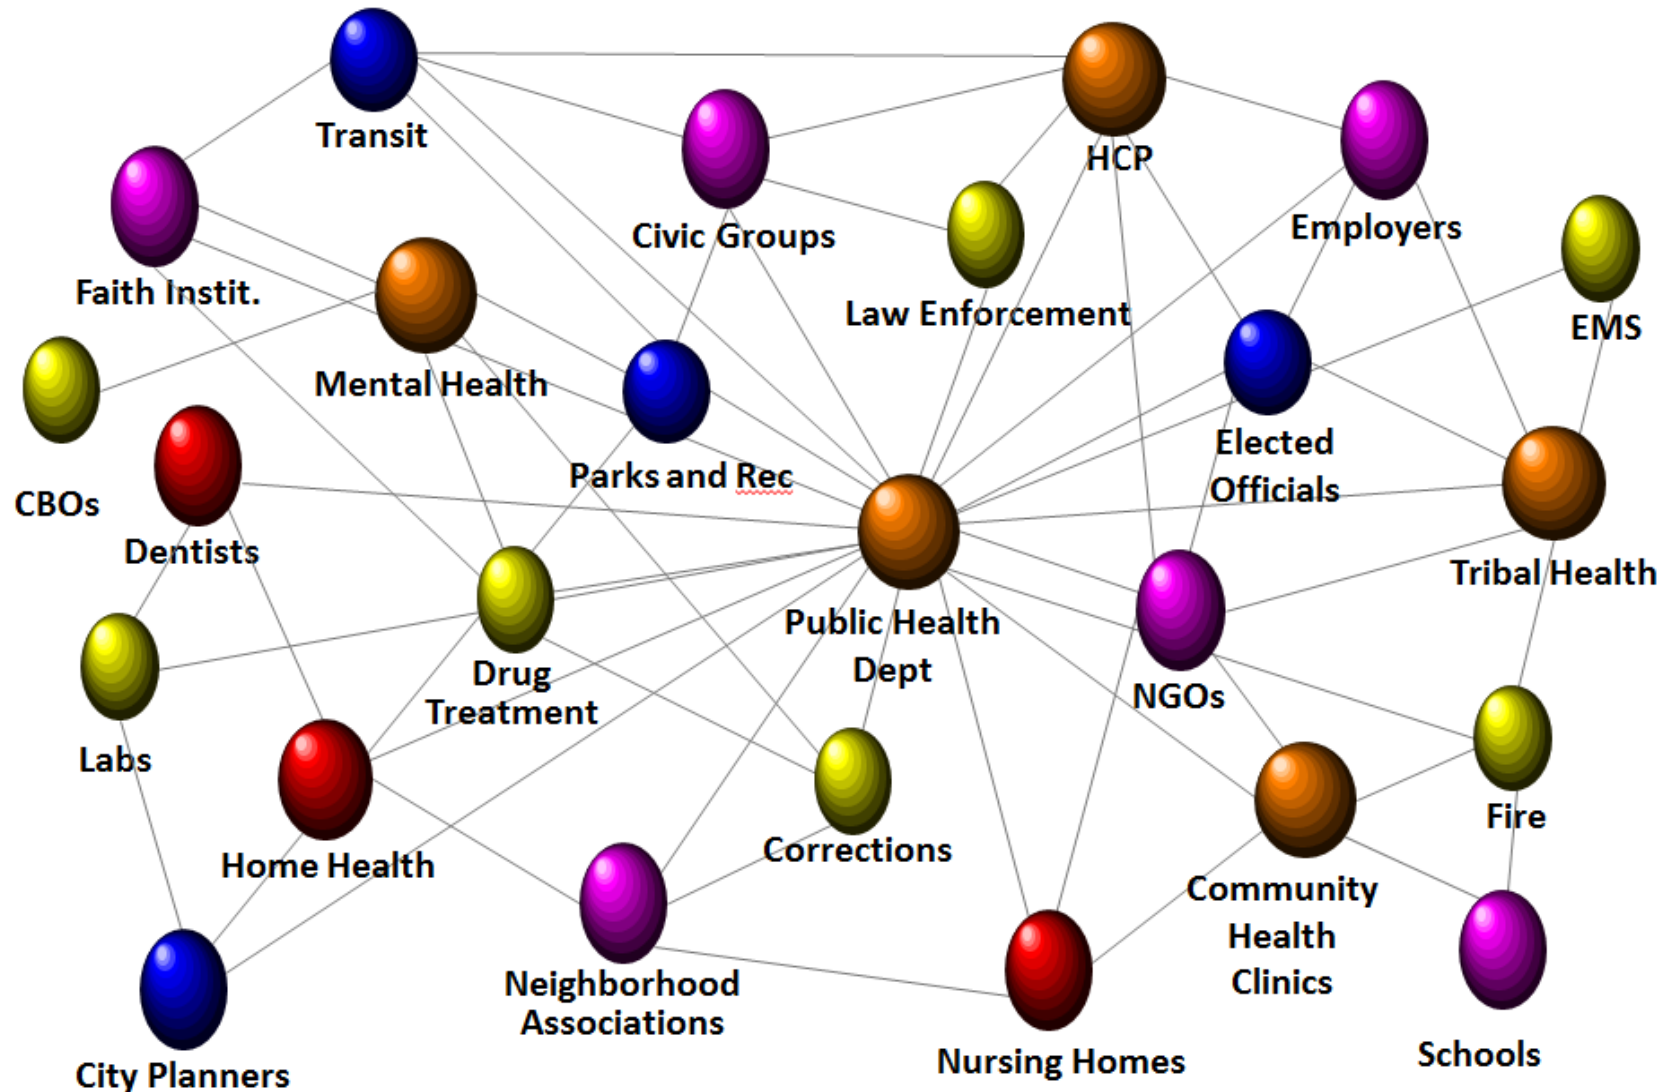 Transit
HCP
Civic Groups
Employers
Faith Instit.
Law Enforcement
EMS
Mental Health
Elected
Officials
Parks and Rec
CBOs
Dentists
Tribal Health
Public Health
Dept
Drug
Treatment
NGOs
Labs
Home Health
Corrections
Fire
Community
Health
Clinics
Neighborhood
Associations
Nursing Homes
Schools
City Planners